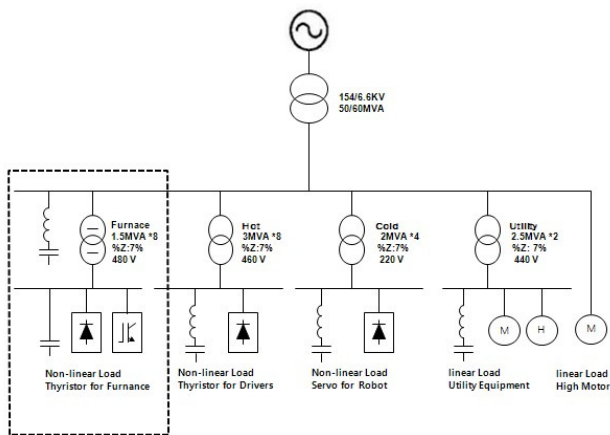 154/6.6KV
50/60MVA
Furnace
1.5MVA *8
%Z:7%
480 V
Hot
3MVA *8
%Z:7%
460 V
Cold
2MVA *4
%Z:7%
220 V
Utility
2.5MVA *2
%Z: 7%
440 V
M
H
M
Non-linear Load
Thyristor for Furnance
Non-linear Load
Thyristor for Drivers
Non-linear Load
Servo for Robot
linear Load
Utility Equipment
linear Load
High Motor